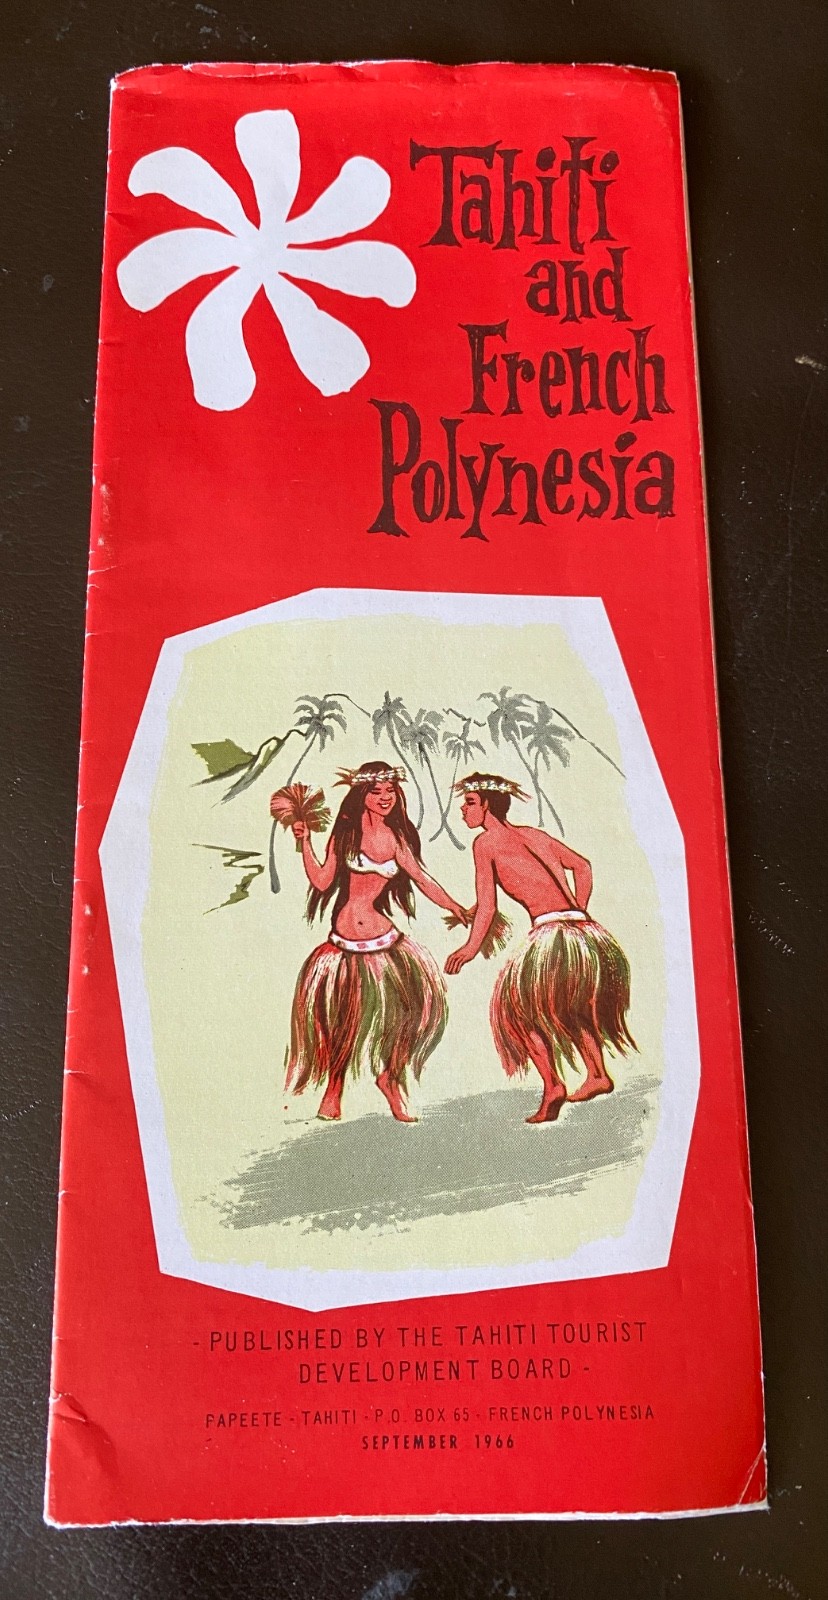 Tahiti
and
French
Polynesia
- PUBLISHED BY THE TAHITI TOURIST
DEVELOPMENT BOARD -
PAPEETE - TAHITI - P.O. BOX 65 - FRENCH POLYNESIA
SEPTEMBER 1966